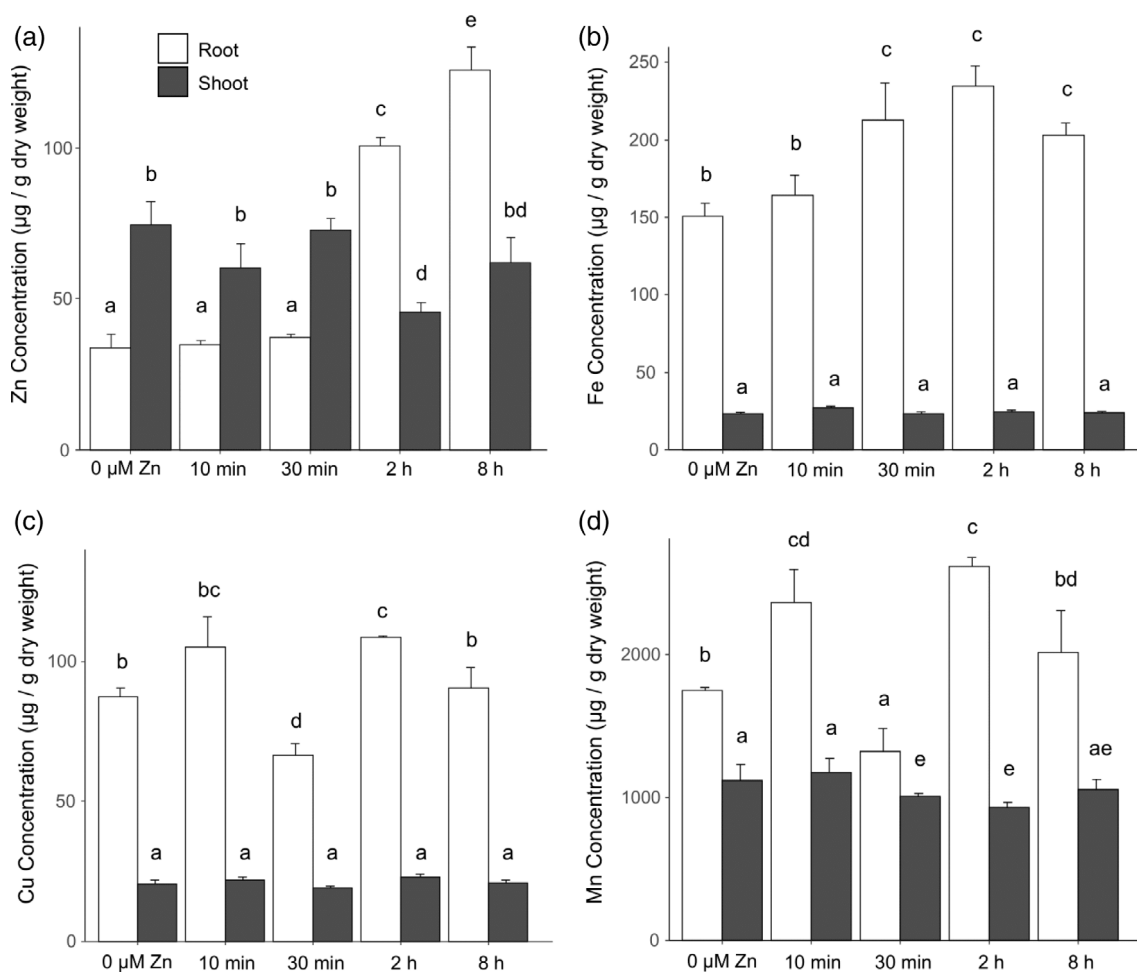 (a)
Root
Shoot
Zn Concentration (µg / g dry weight)
100
50
0
a
b
a
b
a
b
c
d
e
bd
0 µM Zn
10 min
30 min
2 h
8 h
(b)
Fe Concentration (µg / g dry weight)
250
200
150
100
50
0
b
a
b
a
c
a
c
a
c
a
0 µM Zn
10 min
30 min
2 h
8 h
(c)
Cu Concentration (µg / g dry weight)
100
50
0
b
a
bc
a
d
a
c
a
b
a
0 µM Zn
10 min
30 min
2 h
8 h
(d)
Mn Concentration (µg / g dry weight)
2000
1000
0
b
a
cd
a
a
e
c
e
bd
ae
0 µM Zn
10 min
30 min
2 h
8 h